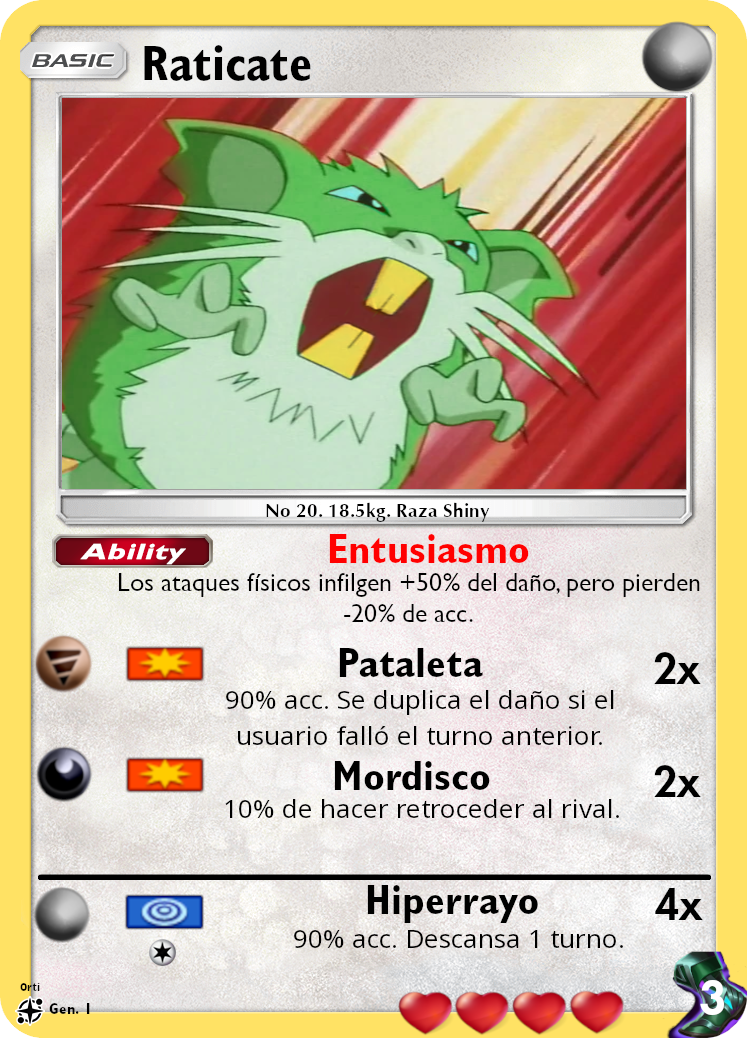 BASIC Raticate
No 20. 18.5kg. Raza Shiny
Ability Entusiasmo
Los ataques físicos infilgen +50% del daño, pero pierden
-20% de acc.
Pataleta 2x
90% acc. Se duplica el daño si el
usuario falló el turno anterior.
Mordisco 2x
10% de hacer retroceder al rival.
Hiperrayo 4x
90% acc. Descansa 1 turno.
Orti
Gen. 1
3